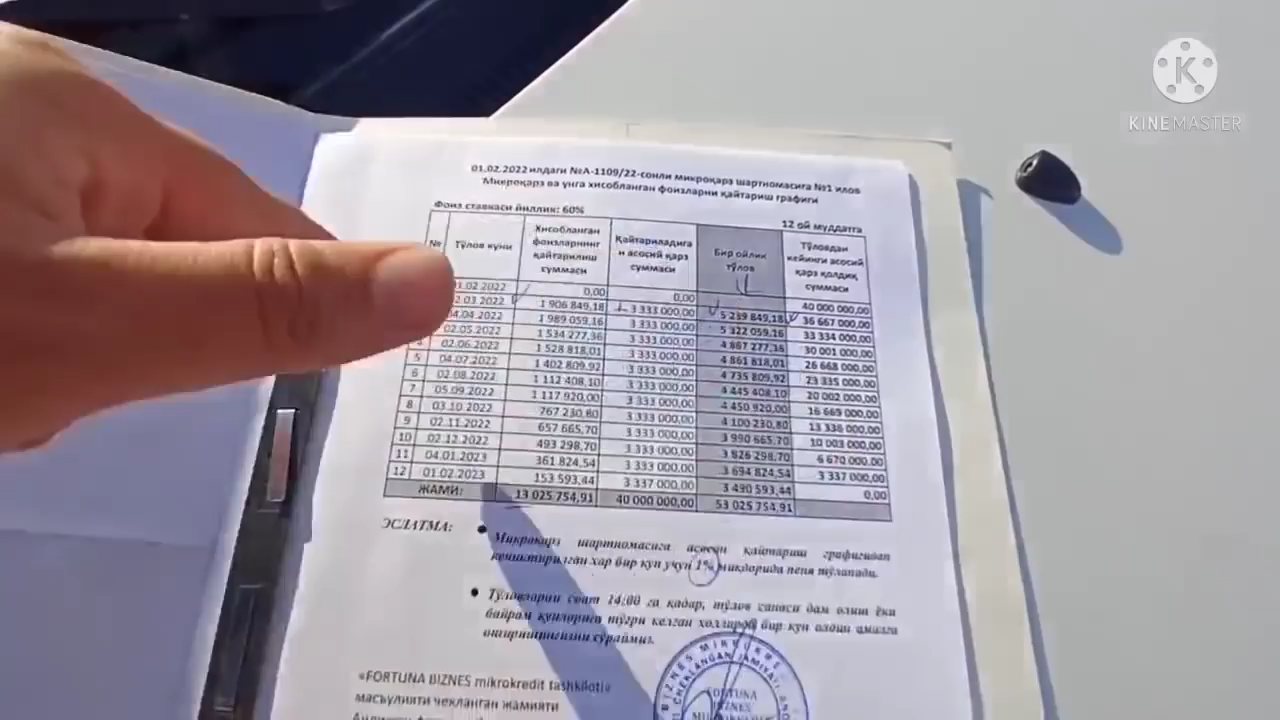 KINEMASTER
01.02.2022 илдаги №А-1109/22-сонли микроқарз шартномасига №1 илов
Микроқарз ва унга хисобланган фоизларни қайтариш графиги
Фоиз ставкаси йиллик: 60%
12 ой муддатга
№ Тўлов куни Хисобланган фоизларнинг қайтарилиш суммаси Қайтариладиган асосий қарз суммаси Бир ойлик тўлов Тўловдан кейинги асосий қарз қолдиқ суммаси
01.02.2022 0,00 0,00 40 000 000,00
2.03.2022 1 906 849,18 3 333 000,00 5 239 849,18 36 667 000,00
04.04.2022 1 989 059,16 3 333 000,00 5 322 059,16 33 334 000,00
02.05.2022 1 534 277,36 3 333 000,00 4 867 277,36 30 001 000,00
02.06.2022 1 528 818,01 3 333 000,00 4 861 818,01 26 668 000,00
5 04.07.2022 1 402 809,92 3 333 000,00 4 735 809,92 23 335 000,00
6 02.08.2022 1 112 408,10 3 333 000,00 4 445 408,10 20 002 000,00
7 05.09.2022 1 117 920,00 3 333 000,00 4 450 920,00 16 669 000,00
8 03.10.2022 767 230,80 3 333 000,00 4 100 230,80 13 336 000,00
9 02.11.2022 657 665,70 3 333 000,00 3 990 665,70 10 003 000,00
10 02.12.2022 493 298,70 3 333 000,00 3 826 298,70 6 670 000,00
11 04.01.2023 361 824,54 3 333 000,00 3 694 824,54 3 337 000,00
12 01.02.2023 153 593,44 3 337 000,00 3 490 593,44 0,00
ЖАМИ: 13 025 754,91 40 000 000,00 53 025 754,91
ЭСЛАТМА:
• Микроқарз шартномасига асосан қайтариш графигидан
кечиктирилган хар бир кун учун 1% миқдорида пеня тўланади.
• Тўловларни соат 14:00 га қадар, тўлов санаси дам олиш ёки
байрам кунларига тўғри келган холларда бир кун олдин амалга
оширишингизни сўраймиз.
«FORTUNA BIZNES mikrokredit tashkiloti»
масъулияти чекланган жамияти
BIZNES MIKROKRE
CHEKLANGAN JAMIYATI
FORTUNA
BIZNES